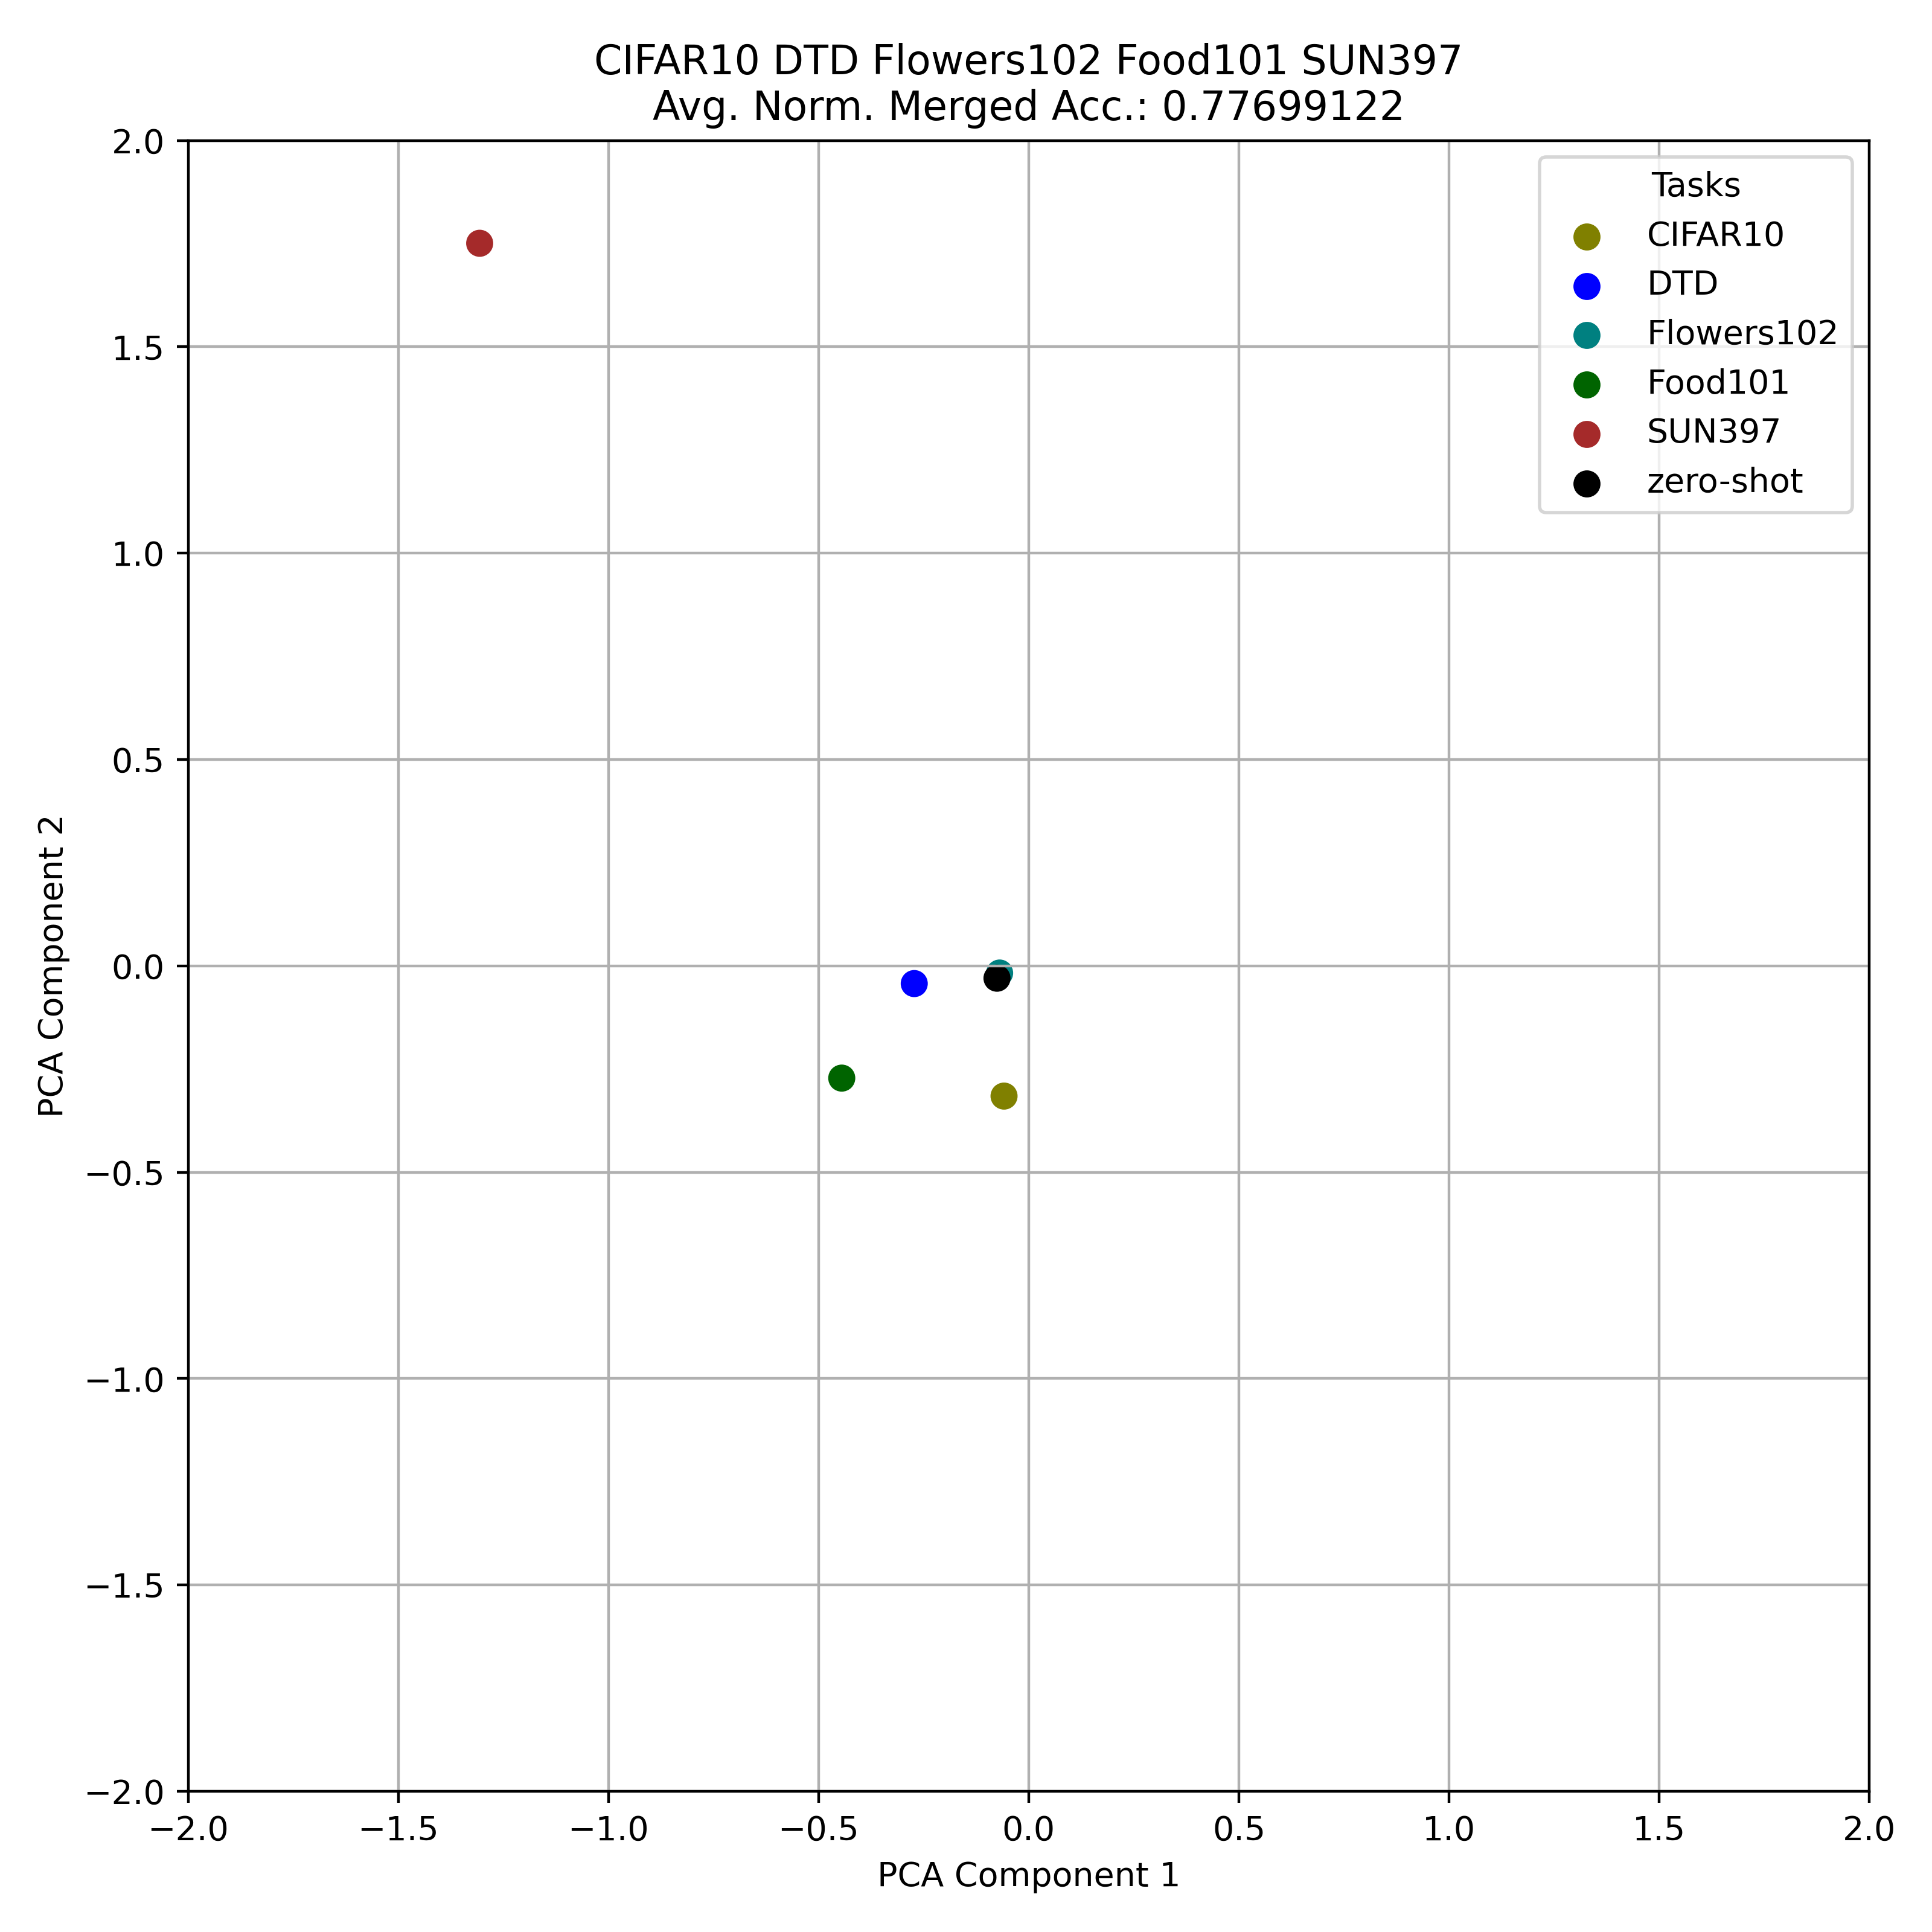 CIFAR10 DTD Flowers102 Food101 SUN397
Avg. Norm. Merged Acc.: 0.77699122
Tasks
CIFAR10
DTD
Flowers102
Food101
SUN397
zero-shot
2.0
1.5
1.0
0.5
0.0
−0.5
−1.0
−1.5
−2.0
PCA Component 2
−2.0 −1.5 −1.0 −0.5 0.0 0.5 1.0 1.5 2.0
PCA Component 1